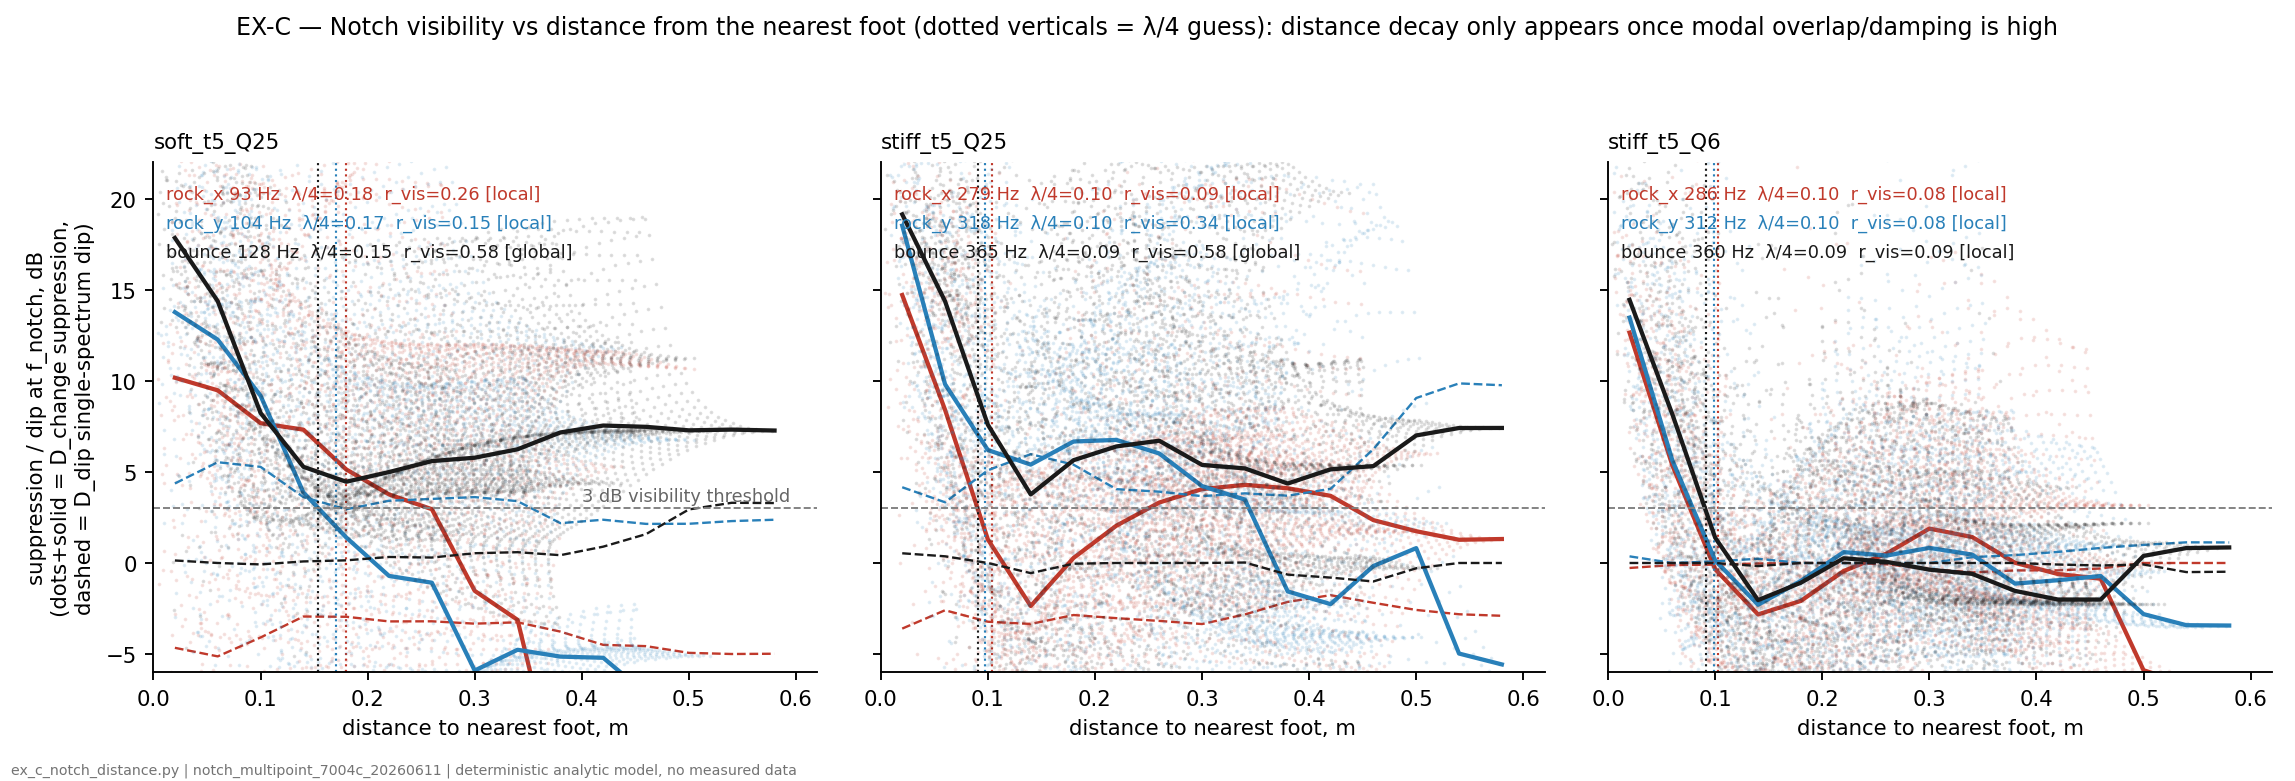 EX-C — Notch visibility vs distance from the nearest foot (dotted verticals = λ/4 guess): distance decay only appears once modal overlap/damping is high
suppression / dip at f_notch, dB
(dots+solid = D_change suppression,
dashed = D_dip single-spectrum dip)
soft_t5_Q25
rock_x 93 Hz λ/4=0.18 r_vis=0.26 [local]
rock_y 104 Hz λ/4=0.17 r_vis=0.15 [local]
bounce 128 Hz λ/4=0.15 r_vis=0.58 [global]
3 dB visibility threshold
20
15
10
5
0
−5
0.0 0.1 0.2 0.3 0.4 0.5 0.6
distance to nearest foot, m
stiff_t5_Q25
rock_x 279 Hz λ/4=0.10 r_vis=0.09 [local]
rock_y 318 Hz λ/4=0.10 r_vis=0.34 [local]
bounce 365 Hz λ/4=0.09 r_vis=0.58 [global]
0.0 0.1 0.2 0.3 0.4 0.5 0.6
distance to nearest foot, m
stiff_t5_Q6
rock_x 286 Hz λ/4=0.10 r_vis=0.08 [local]
rock_y 312 Hz λ/4=0.10 r_vis=0.08 [local]
bounce 360 Hz λ/4=0.09 r_vis=0.09 [local]
0.0 0.1 0.2 0.3 0.4 0.5 0.6
distance to nearest foot, m
ex_c_notch_distance.py | notch_multipoint_7004c_20260611 | deterministic analytic model, no measured data